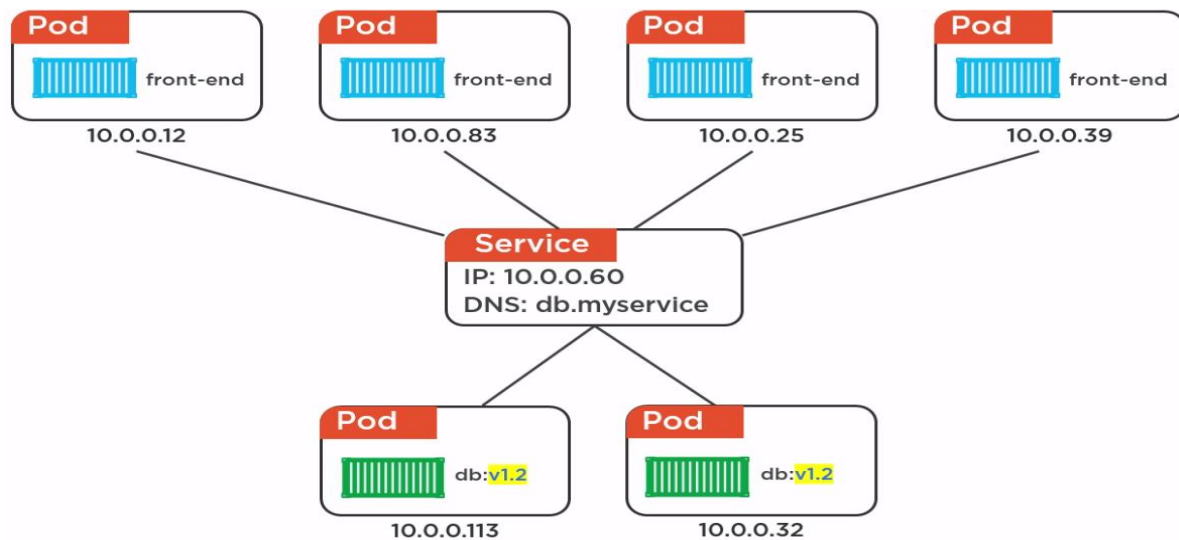 Pod
front-end
10.0.0.12
Pod
front-end
10.0.0.83
Pod
front-end
10.0.0.25
Pod
front-end
10.0.0.39
Service
IP: 10.0.0.60
DNS: db.myservice
Pod
db:v1.2
10.0.0.113
Pod
db:v1.2
10.0.0.32